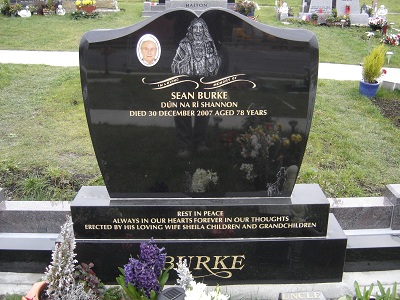 HAITON
IN LOVING MEMORY OF
SEAN BURKE
DÚN NA RÍ SHANNON
DIED 30 DECEMBER 2007 AGED 78 YEARS
REST IN PEACE
ALWAYS IN OUR HEARTS FOREVER IN OUR THOUGHTS
ERECTED BY HIS LOVING WIFE SHEILA CHILDREN AND GRANDCHILDREN
BURKE
UNCLE